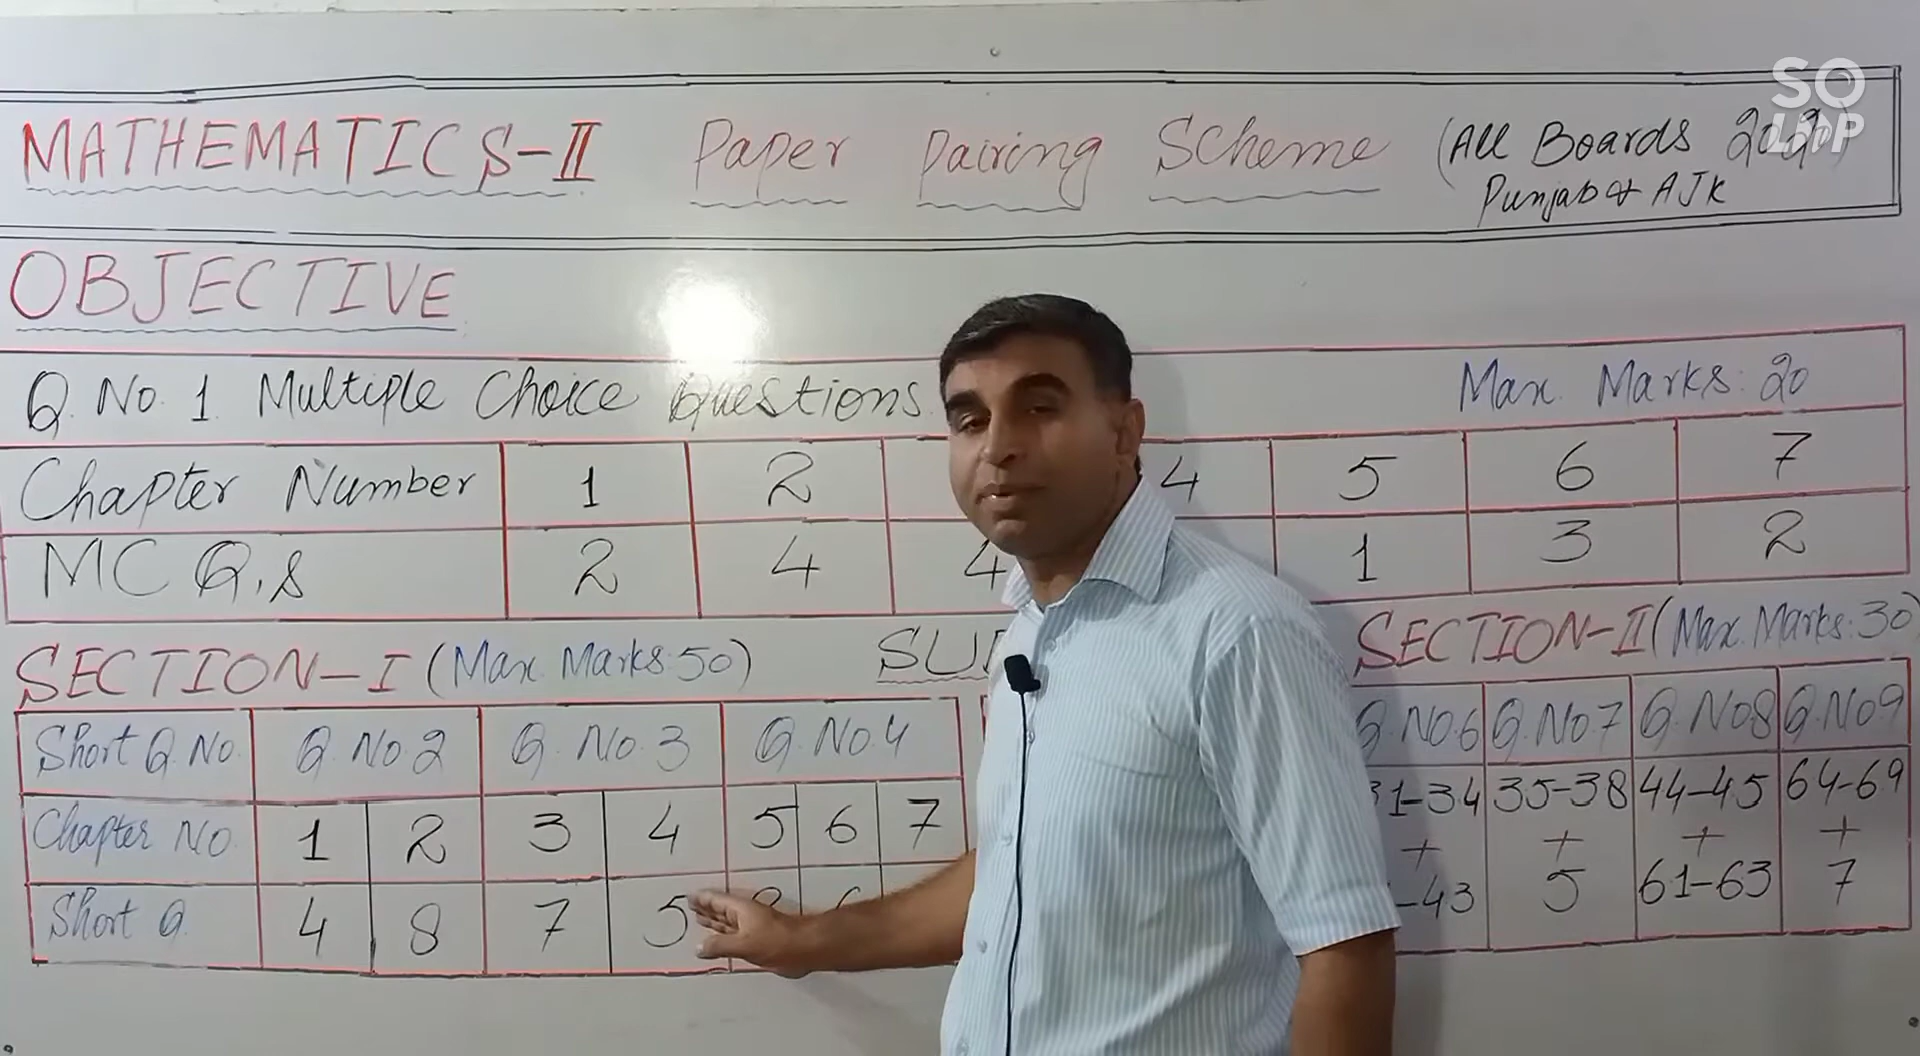 SO
LMP
MATHEMATICS-II Paper Pairing Scheme (All Boards
Punjab & AJK
OBJECTIVE
Q. No. 1 Multiple Choice Questions. Max. Marks: 20
Chapter Number 1 2 4 5 6 7
MCQ,s 2 4 4 1 3 2
SECTION-I (Max. Marks: 50) SECTION-II (Max. Marks: 30)
Short Q. No. Q. No. 2 Q. No. 3 Q. No. 4 Q. No. 6 Q. No. 7 Q. No. 8 Q. No. 9
Chapter No. 1 2 3 4 5 6 7 -34 35-38 44-45 64-69
+ + + +
Short Q. 4 8 7 5 -43 5 61-63 7